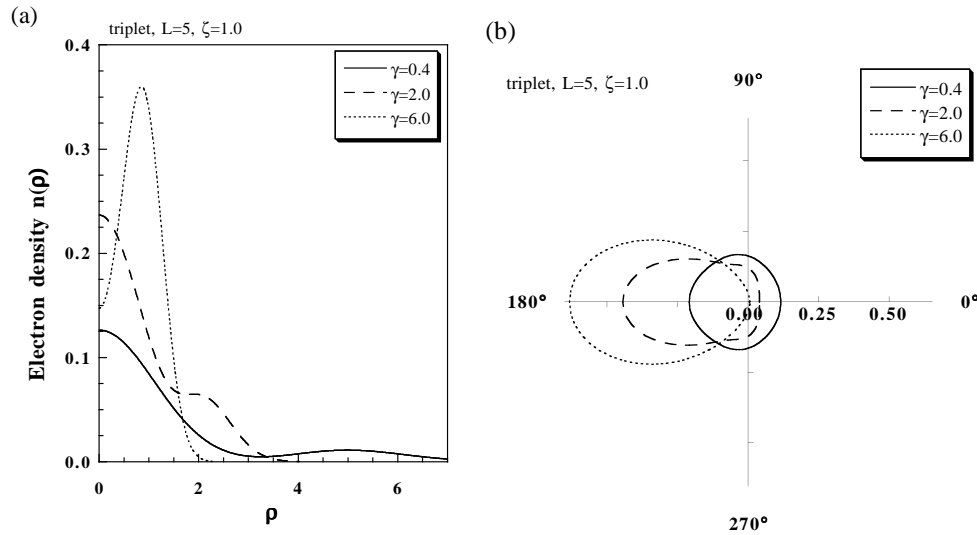 (a)
triplet, L=5, ζ=1.0
0.4
γ=0.4
γ=2.0
γ=6.0
0.3
Electron density n(ρ)
0.2
0.1
0.0
0 2 4 6
ρ
(b)
triplet, L=5, ζ=1.0
90°
γ=0.4
γ=2.0
γ=6.0
180°
0.00 0.25 0.50
0°
270°